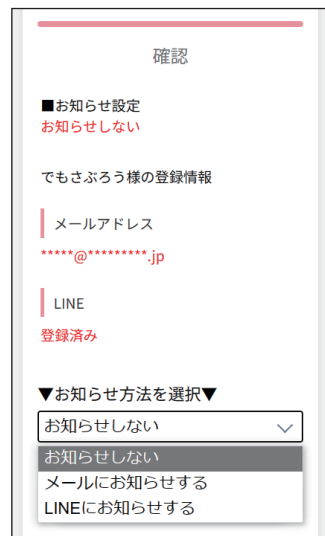 確認
■お知らせ設定
お知らせしない
でもさぶろう様の登録情報
メールアドレス
*****@*********.jp
LINE
登録済み
▼お知らせ方法を選択▼
お知らせしない
お知らせしない
メールにお知らせする
LINEにお知らせする